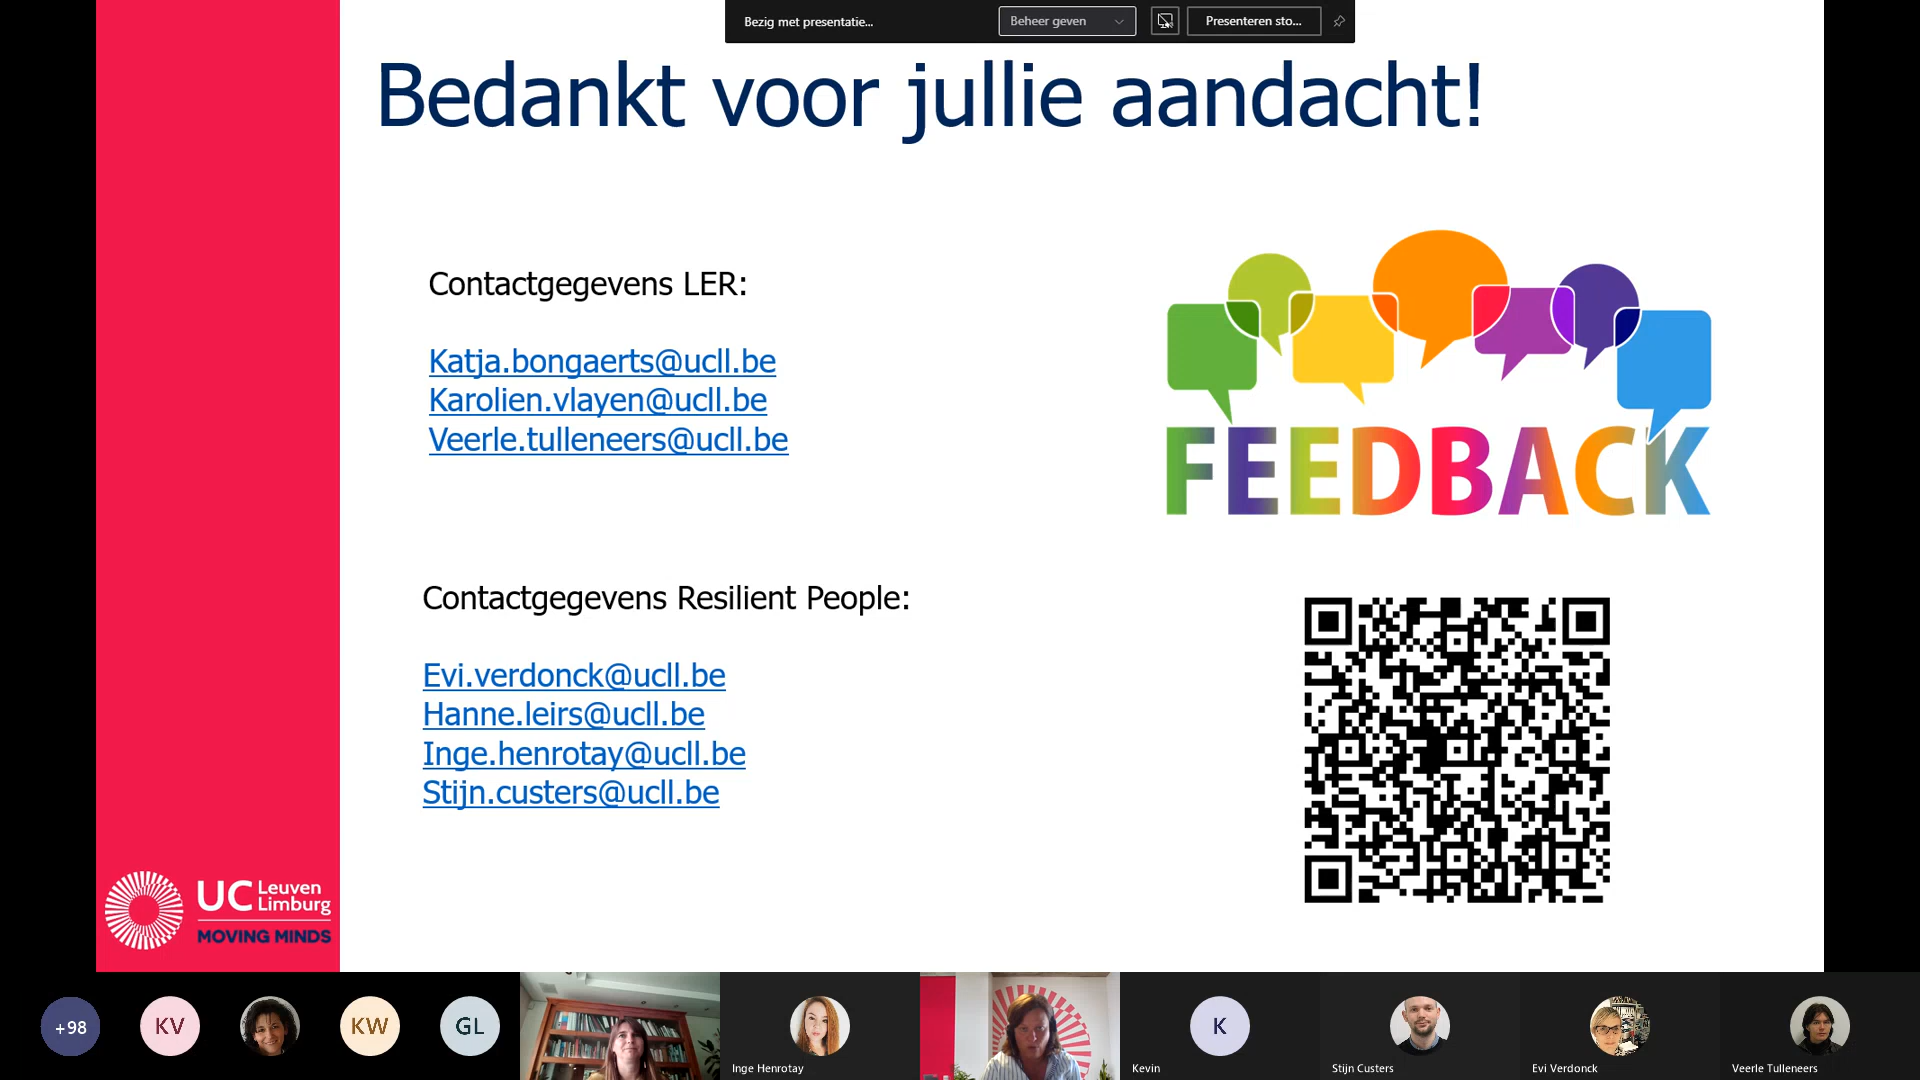 Bezig met presentatie...
Beheer geven
Presenteren sto...
Bedankt voor jullie aandacht!
Contactgegevens LER:
Katja.bongaerts@ucll.be
Karolien.vlayen@ucll.be
Veerle.tulleneers@ucll.be
FEEDBACK
Contactgegevens Resilient People:
Evi.verdonck@ucll.be
Hanne.leirs@ucll.be
Inge.henrotay@ucll.be
Stijn.custers@ucll.be
UC Leuven
Limburg
MOVING MINDS
+98
KV
KW
GL
K
Inge Henrotay
Kevin
Stijn Custers
Evi Verdonck
Veerle Tulleneers